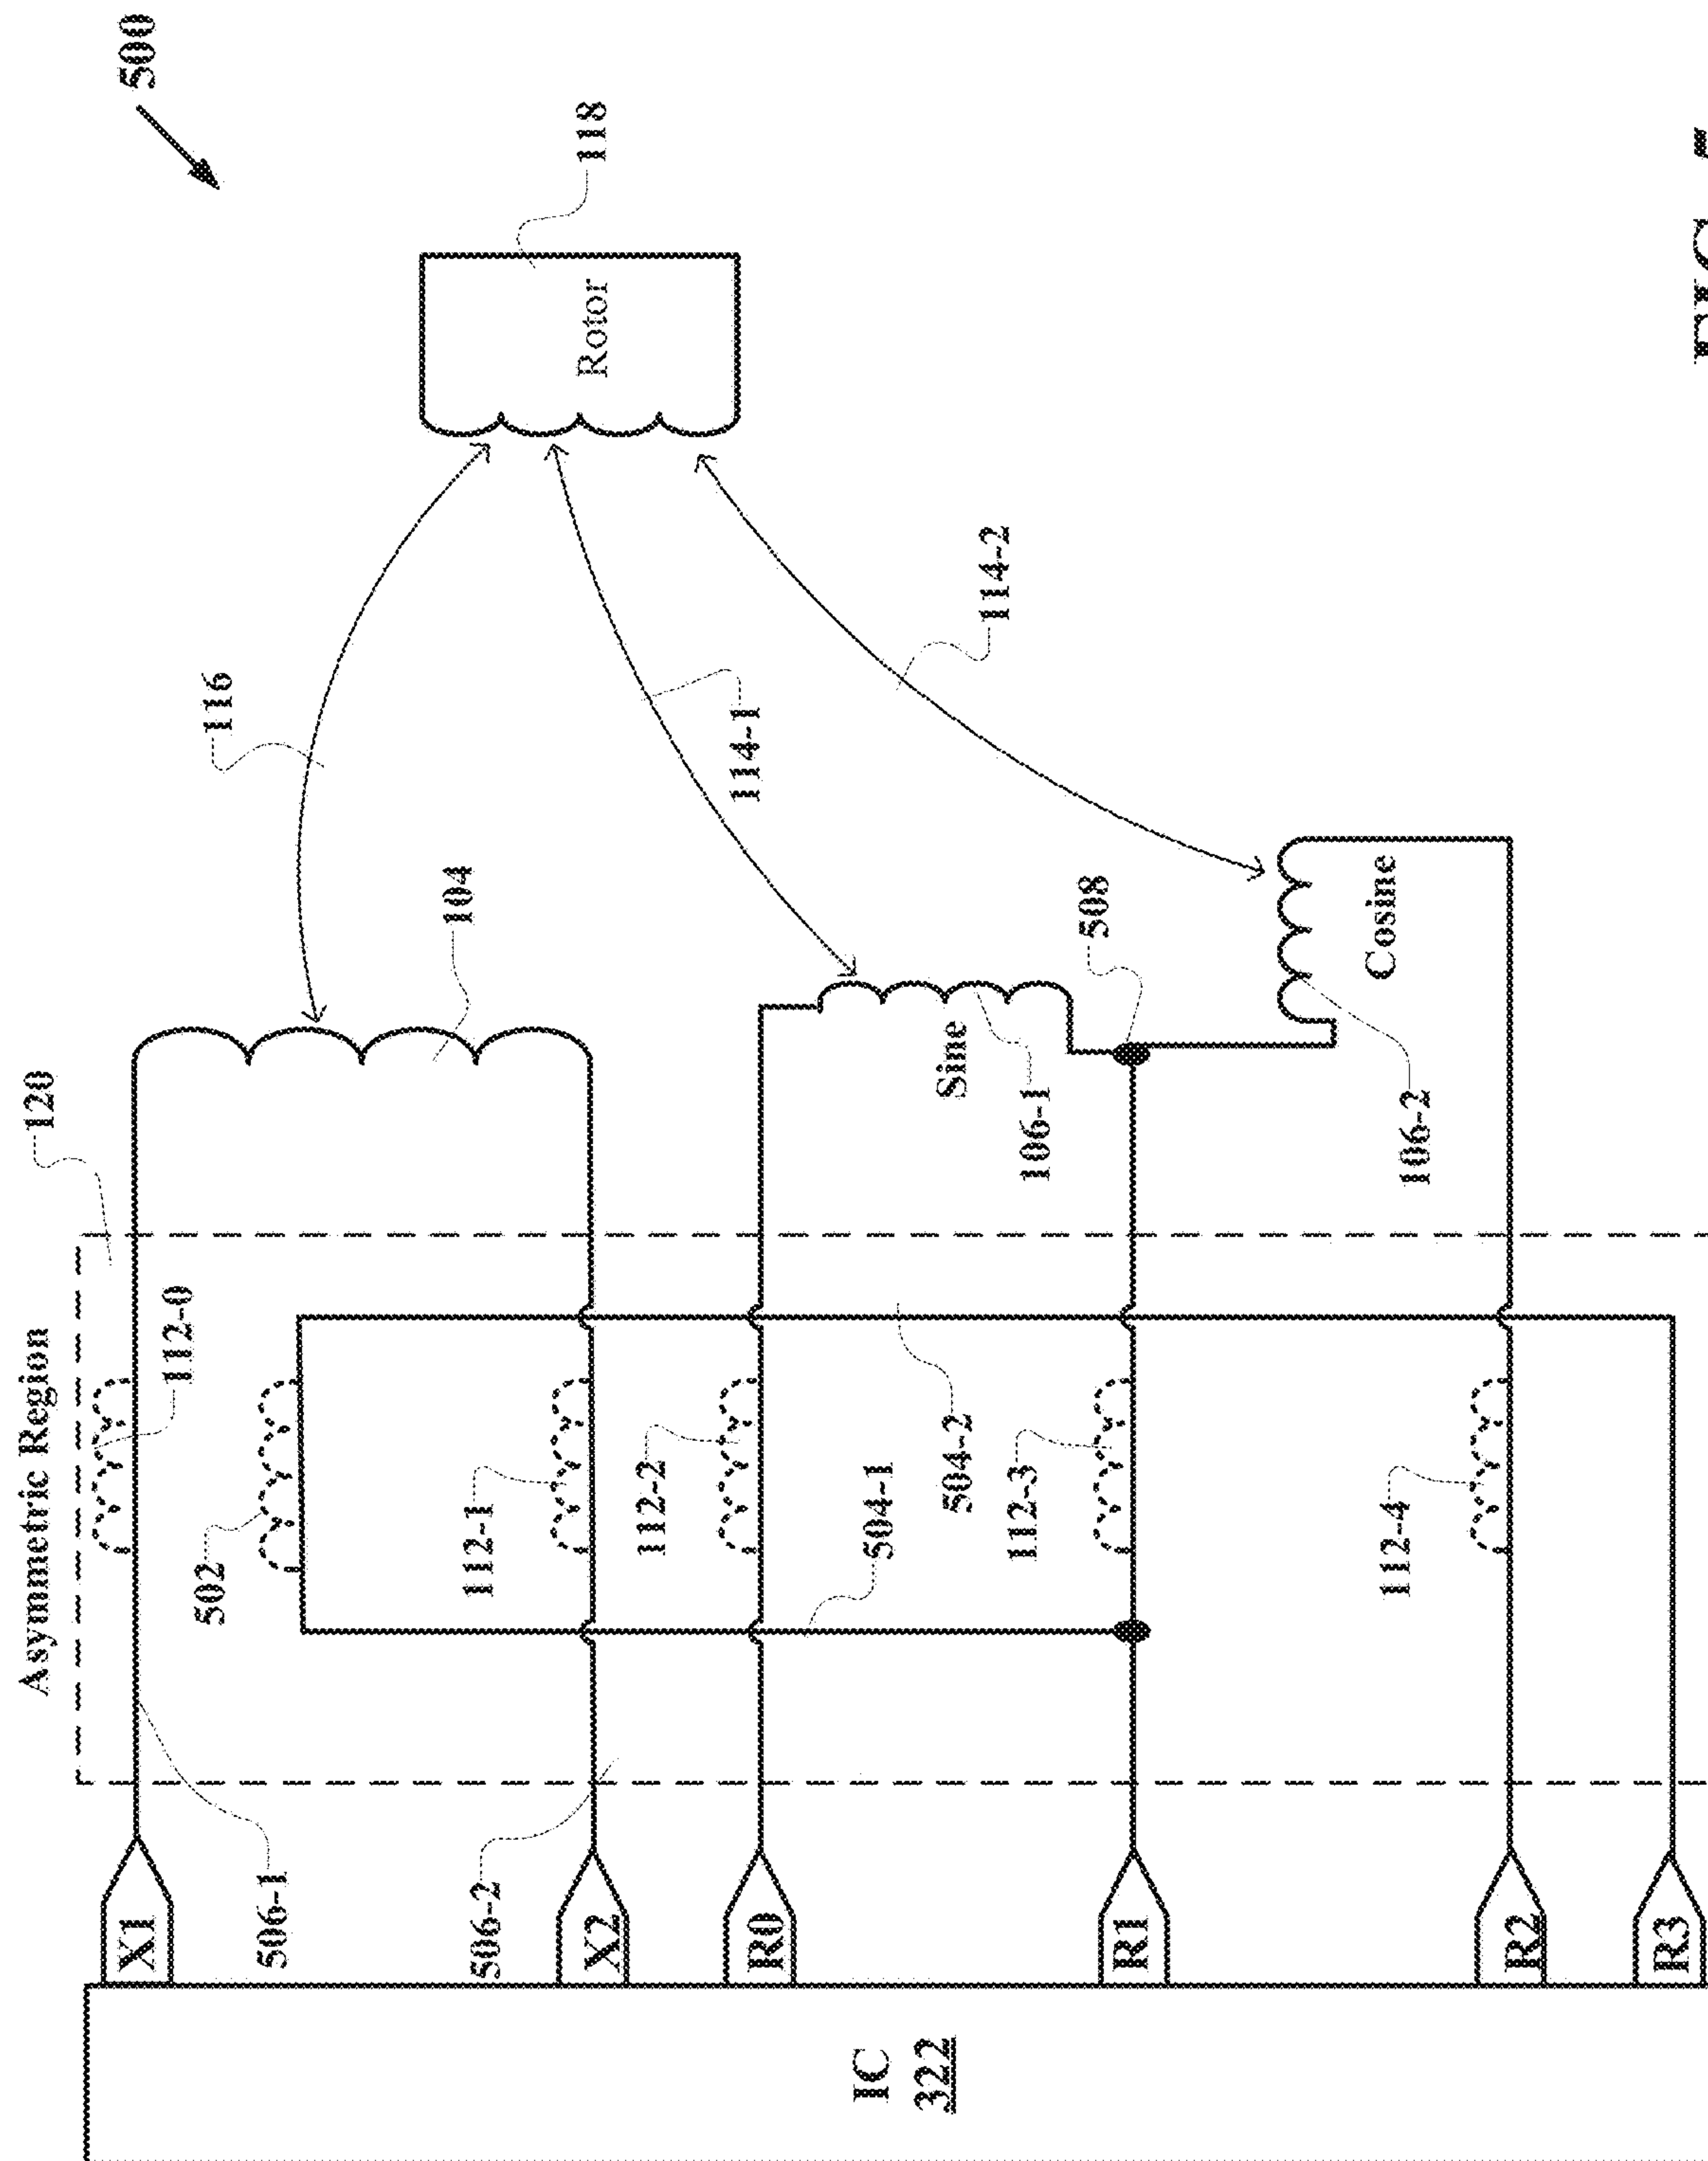 500
118
Rotor
116
114-1
114-2
104
508
Cosine
Sine
106-1
106-2
120
Asymmetric Region
112-0
502
112-1
112-2
504-1
504-2
112-3
112-4
506-1
506-2
X1
X2
R0
R1
R2
R3
IC
322